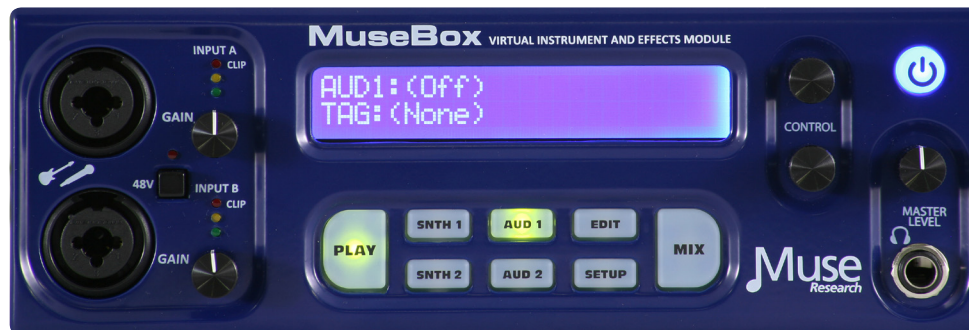 INPUT A
CLIP
GAIN
48V
INPUT B
CLIP
GAIN
MuseBox VIRTUAL INSTRUMENT AND EFFECTS MODULE
AUD1:(Off)
TAG:(None)
PLAY
SNTH 1
AUD 1
EDIT
SNTH 2
AUD 2
SETUP
MIX
CONTROL
MASTER
LEVEL
Muse
Research